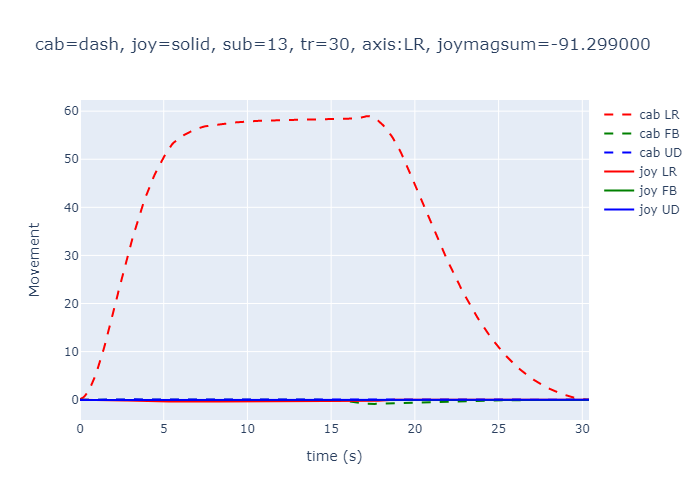 cab=dash, joy=solid, sub=13, tr=30, axis:LR, joymagsum=-91.299000
cab LR
cab FB
cab UD
joy LR
joy FB
joy UD
Movement
60
50
40
30
20
10
0
0 5 10 15 20 25 30
time (s)